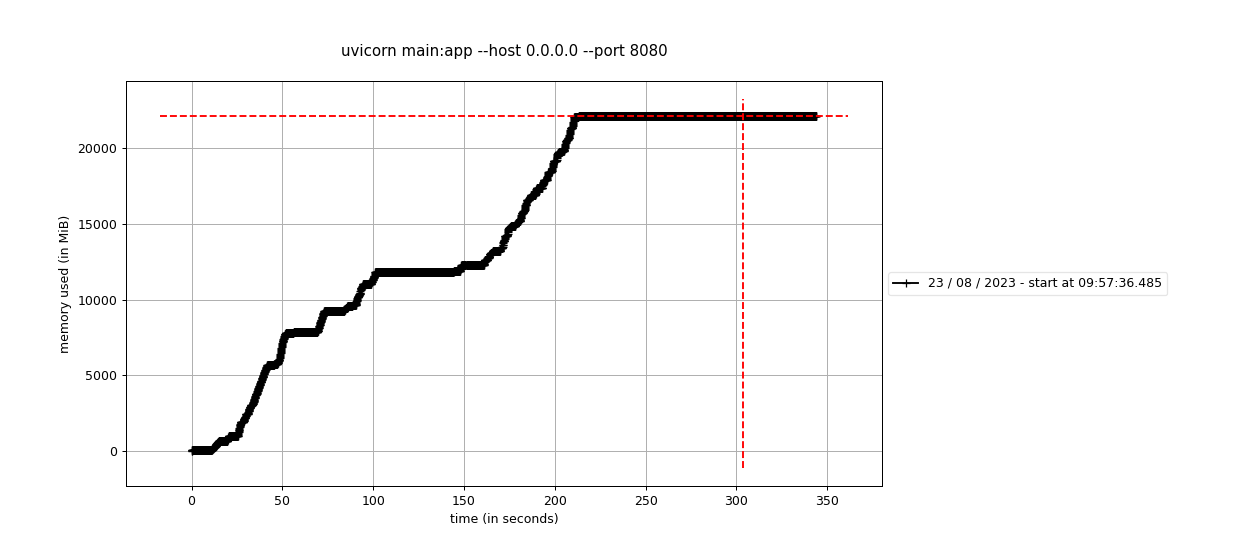 uvicorn main:app --host 0.0.0.0 --port 8080
memory used (in MiB)
20000
15000
10000
5000
0
0 50 100 150 200 250 300 350
time (in seconds)
23 / 08 / 2023 - start at 09:57:36.485